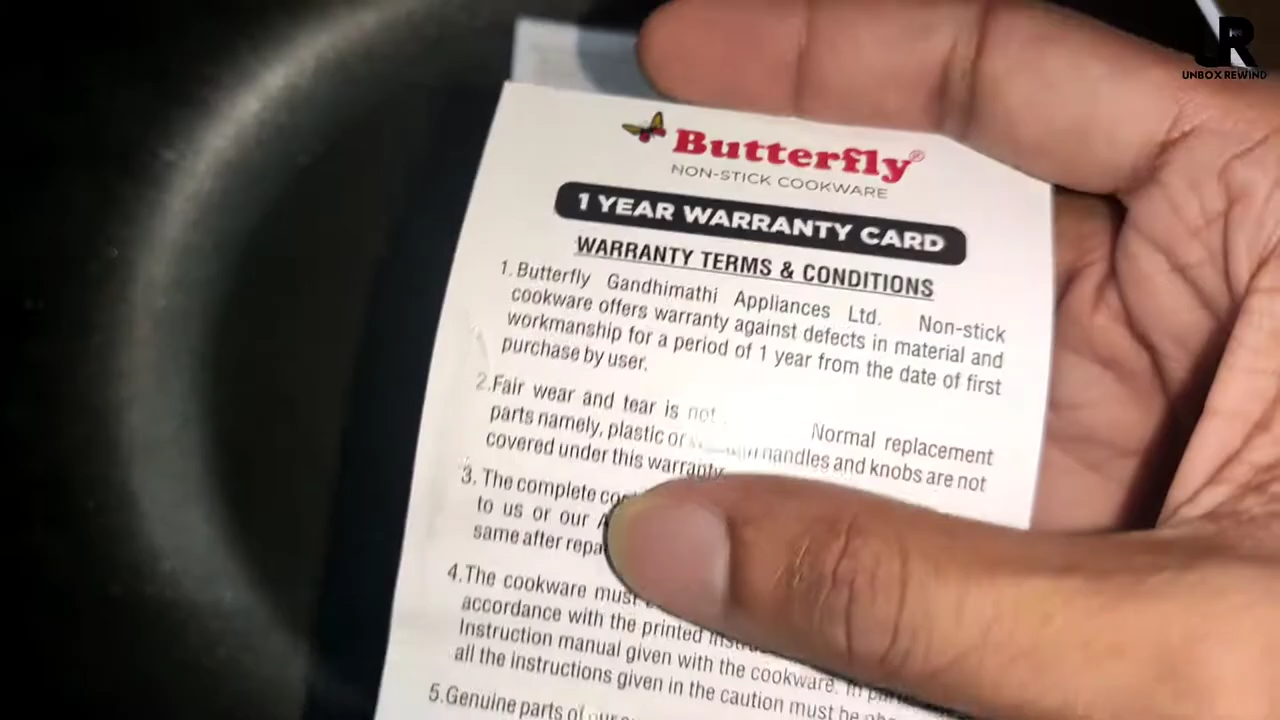 UR
UNBOX REWIND
Butterfly®
NON-STICK COOKWARE
1 YEAR WARRANTY CARD
WARRANTY TERMS & CONDITIONS
1. Butterfly Gandhimathi Appliances Ltd. Non-stick
cookware offers warranty against defects in material and
workmanship for a period of 1 year from the date of first
purchase by user.
2.Fair wear and tear is not Normal replacement
parts namely, plastic or handles and knobs are not
covered under this warranty.
3. The complete
to us or our
same after
4.The cookware must
accordance with the printed
Instruction manual given with the cookware. In
all the instructions given in the caution must be
5.Genuine parts of